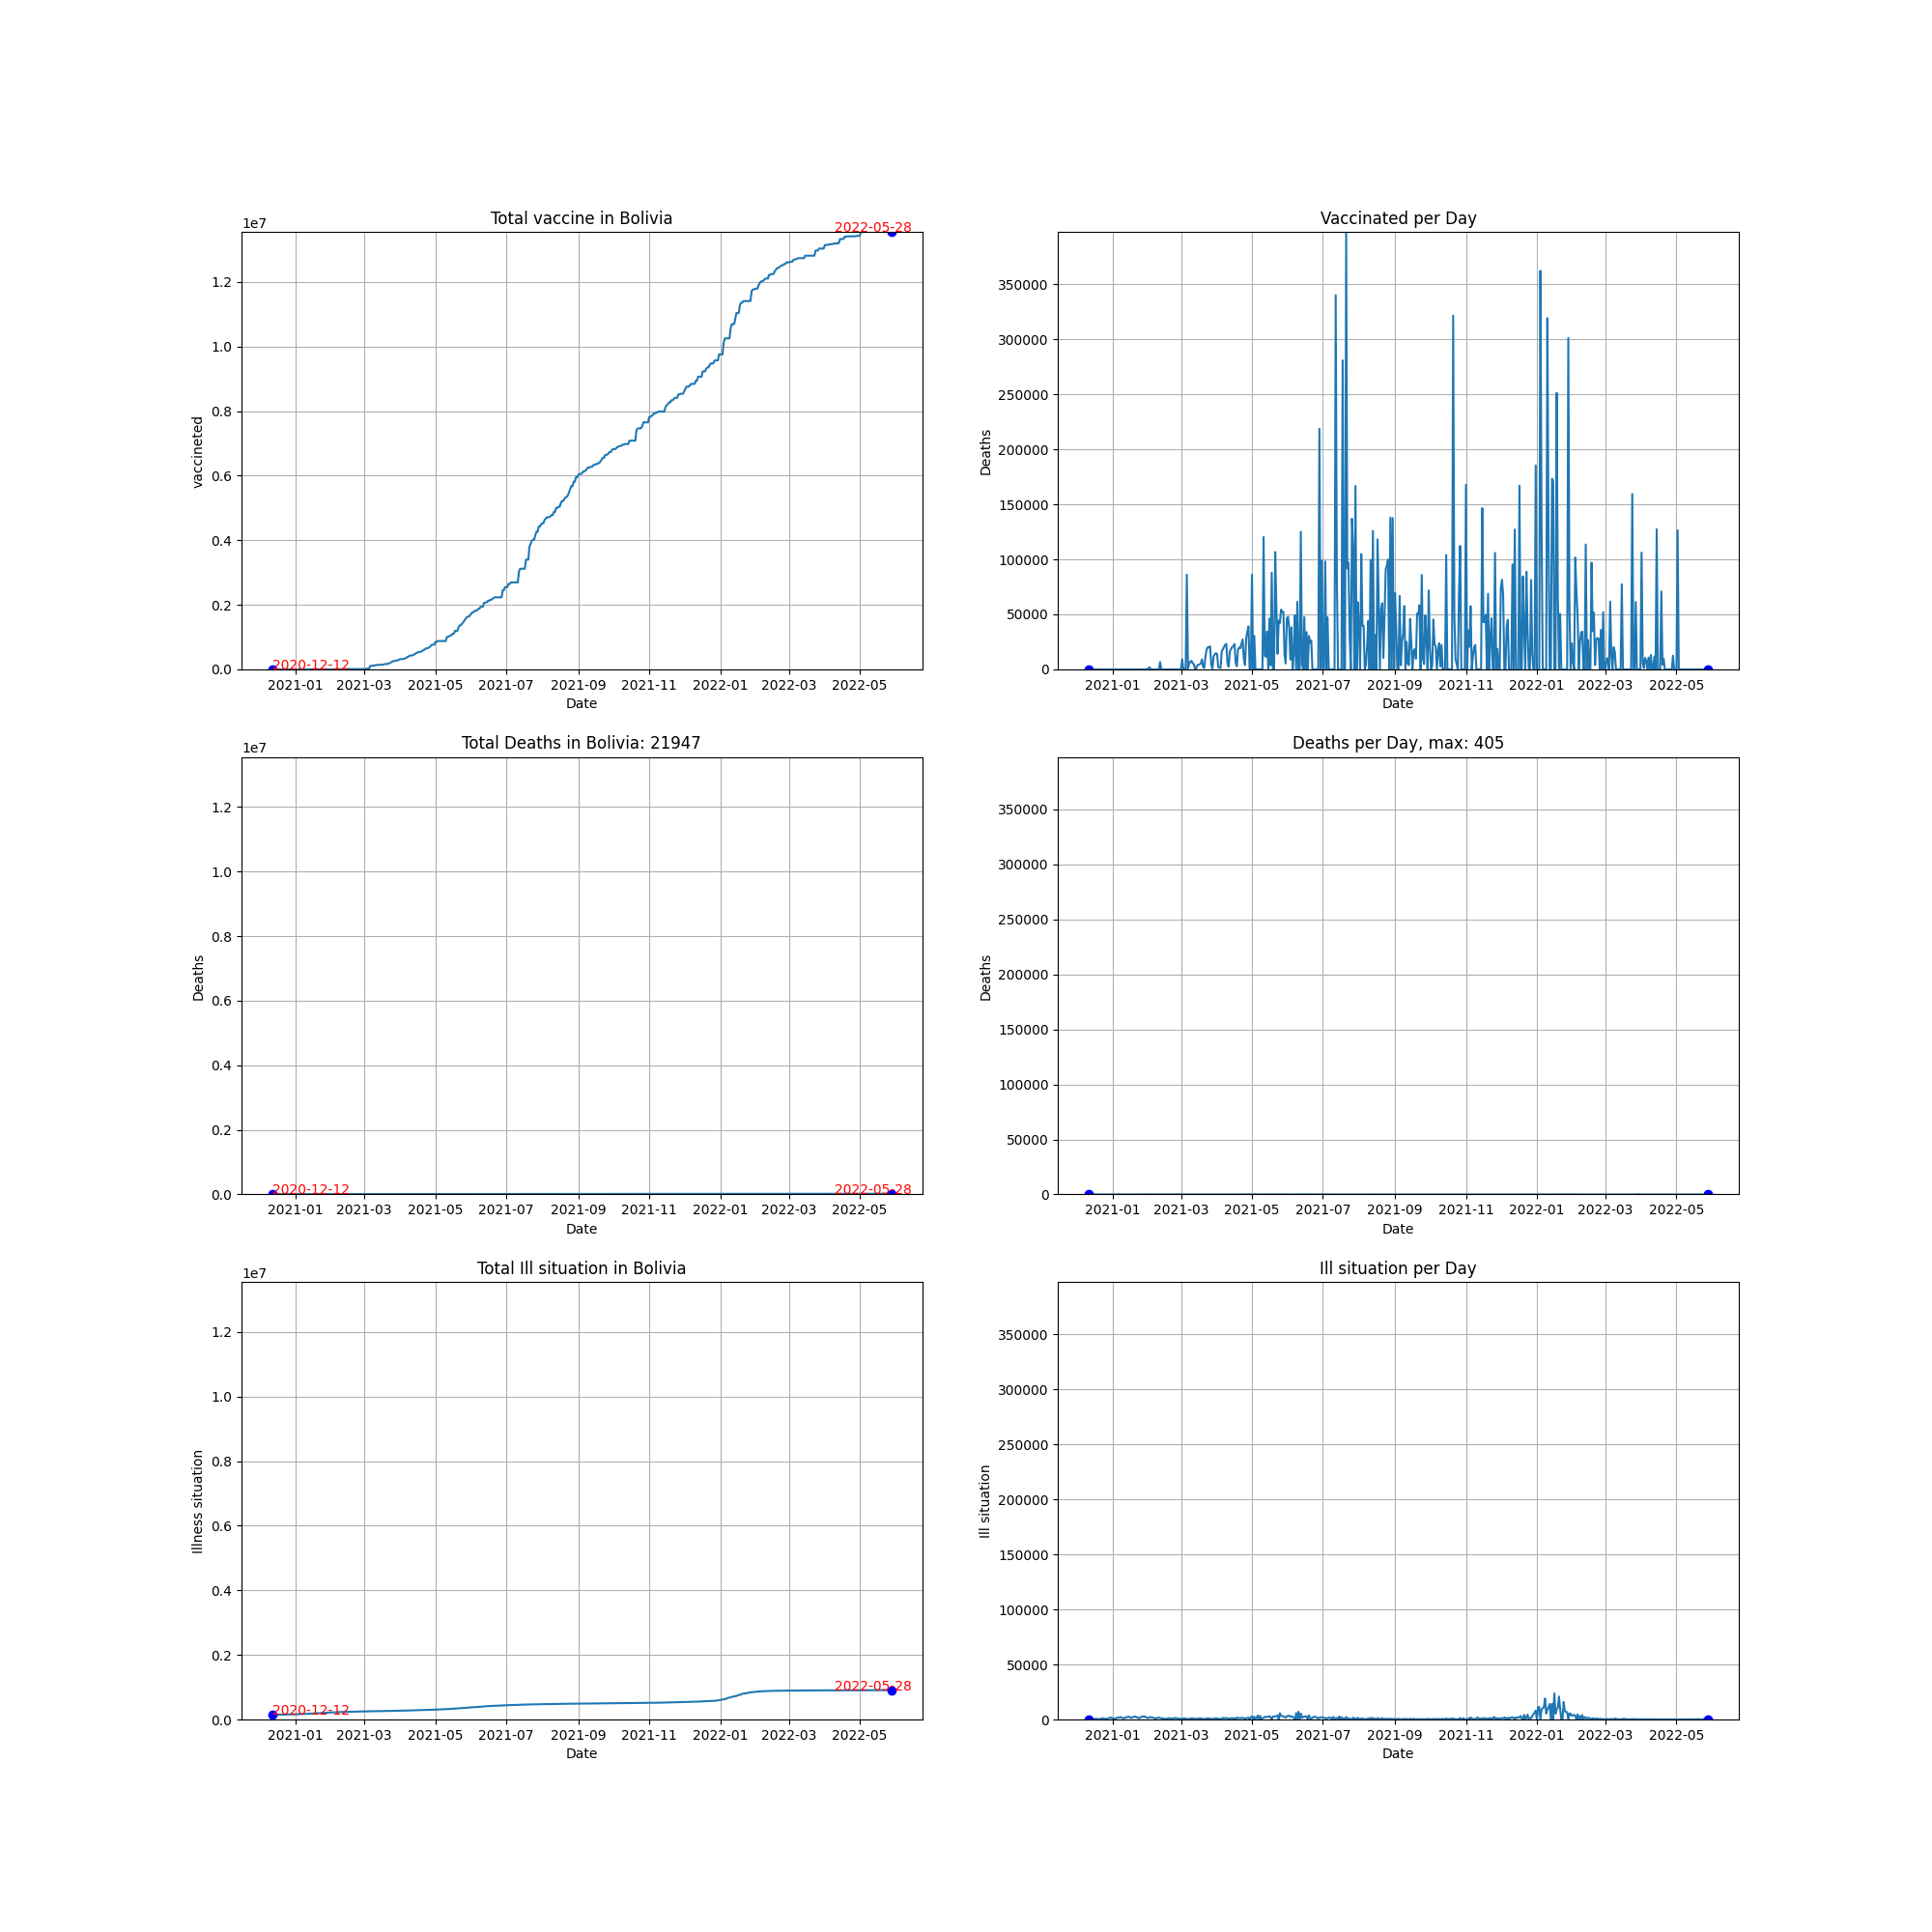 Total vaccine in Bolivia
1e7
vaccineted
1.2
1.0
0.8
0.6
0.4
0.2
0.0
2020-12-12
2022-05-28
2021-01 2021-03 2021-05 2021-07 2021-09 2021-11 2022-01 2022-03 2022-05
Date
Vaccinated per Day
Deaths
350000
300000
250000
200000
150000
100000
50000
0
2021-01 2021-03 2021-05 2021-07 2021-09 2021-11 2022-01 2022-03 2022-05
Date
Total Deaths in Bolivia: 21947
1e7
Deaths
1.2
1.0
0.8
0.6
0.4
0.2
0.0
2020-12-12
2022-05-28
2021-01 2021-03 2021-05 2021-07 2021-09 2021-11 2022-01 2022-03 2022-05
Date
Deaths per Day, max: 405
Deaths
350000
300000
250000
200000
150000
100000
50000
0
2021-01 2021-03 2021-05 2021-07 2021-09 2021-11 2022-01 2022-03 2022-05
Date
Total Ill situation in Bolivia
1e7
Illness situation
1.2
1.0
0.8
0.6
0.4
0.2
0.0
2020-12-12
2022-05-28
2021-01 2021-03 2021-05 2021-07 2021-09 2021-11 2022-01 2022-03 2022-05
Date
Ill situation per Day
Ill situation
350000
300000
250000
200000
150000
100000
50000
0
2021-01 2021-03 2021-05 2021-07 2021-09 2021-11 2022-01 2022-03 2022-05
Date